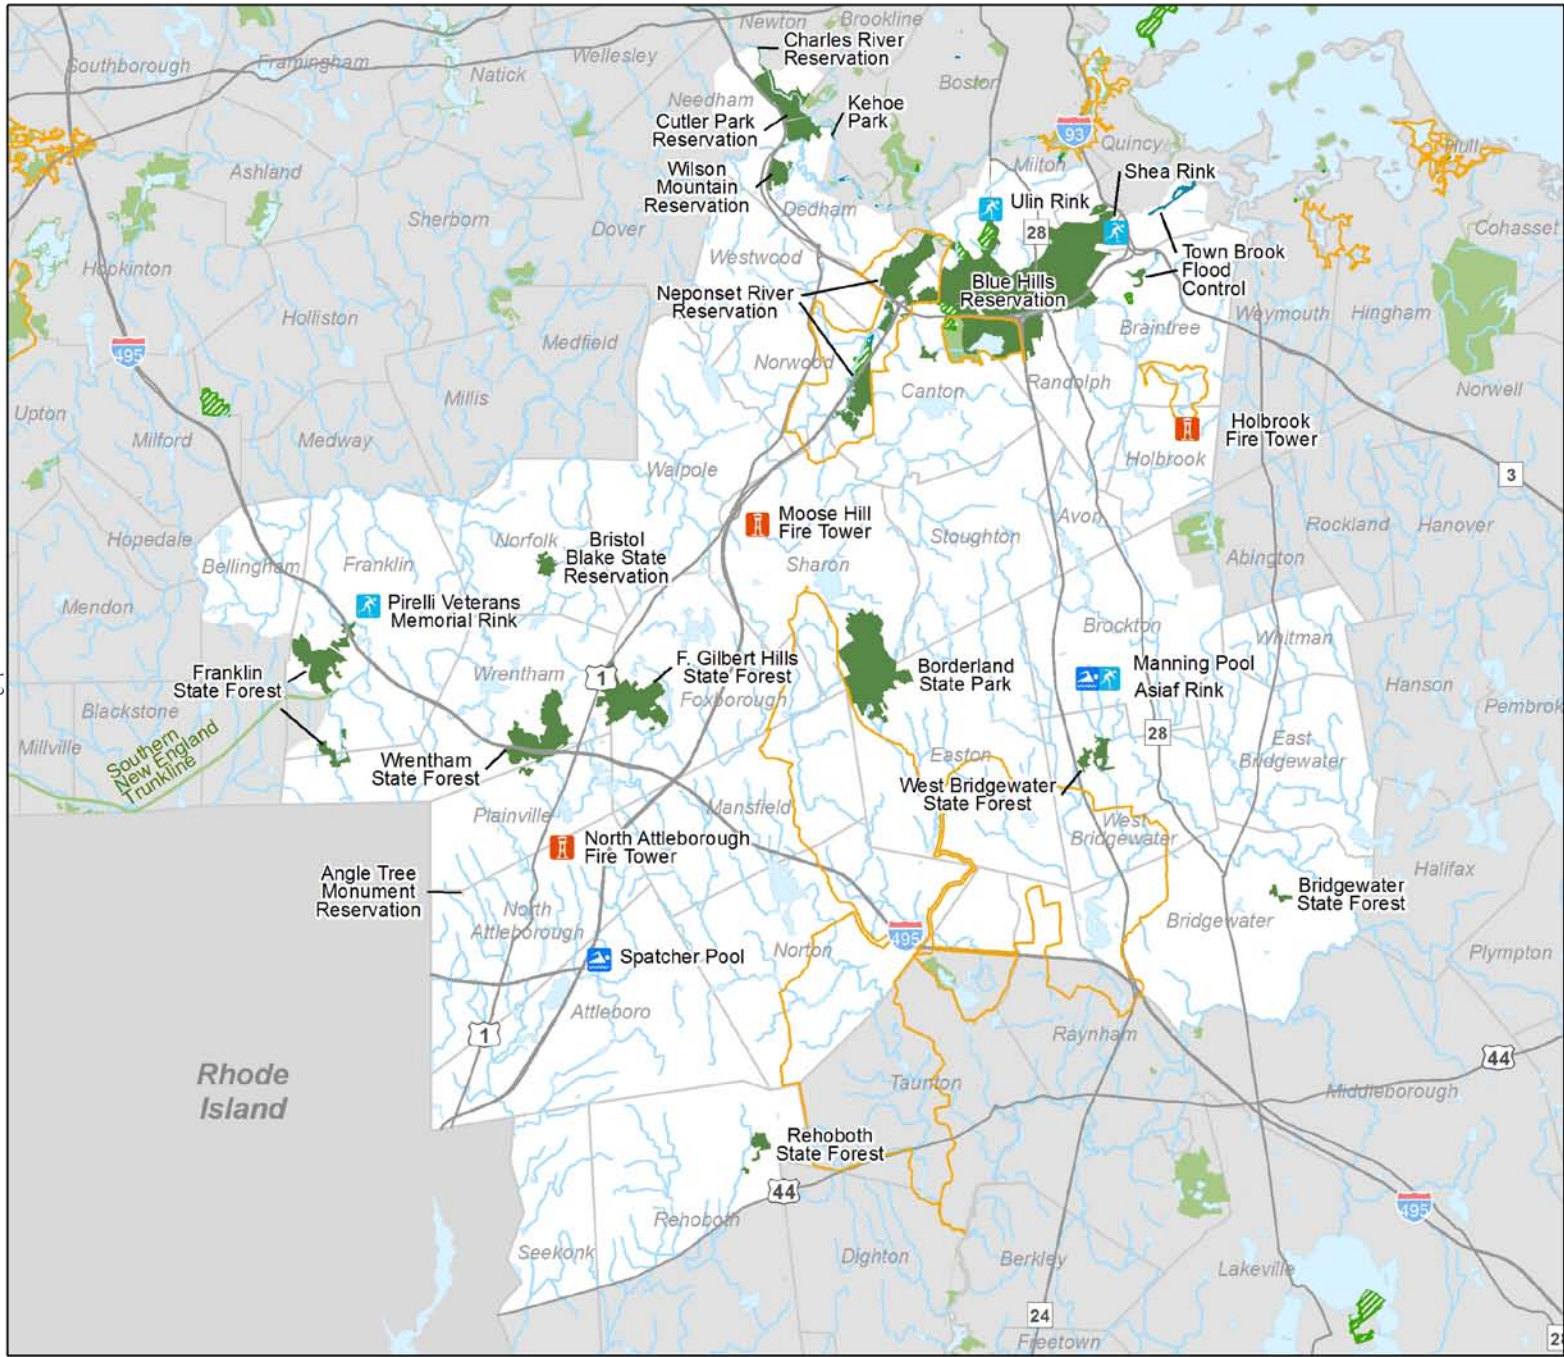 Newton
Brookline
Charles River
Reservation
Southborough
Framingham
Wellesley
Natick
Boston
Needham
Cutler Park
Reservation
Kehoe
Park
93
Quincy
Hull
Milton
Ashland
Wilson
Mountain
Reservation
Shea Rink
Ulin Rink
28
Dedham
Sherborn
Dover
Cohasset
Westwood
Town Brook
Flood
Control
Hopkinton
Neponset River
Reservation
Blue Hills
Reservation
Holliston
Braintree
Weymouth
Hingham
495
Medfield
Norwood
Canton
Randolph
Norwell
Millis
Upton
Milford
Medway
Holbrook
Fire Tower
Holbrook
Walpole
3
Moose Hill
Fire Tower
Avon
Rockland
Hanover
Hopedale
Norfolk
Bristol
Blake State
Reservation
Stoughton
Abington
Bellingham
Franklin
Sharon
Mendon
Pirelli Veterans
Memorial Rink
Brockton
Whitman
Franklin
State Forest
Wrentham
1
F. Gilbert Hills
State Forest
Foxborough
Borderland
State Park
Manning Pool
Asiaf Rink
Hanson
Blackstone
Pembrok
Millville
Southern
New England
Trunkline
28
Easton
East
Bridgewater
Wrentham
State Forest
West Bridgewater
State Forest
Plainville
Mansfield
West
Bridgewater
North Attleborough
Fire Tower
Angle Tree
Monument
Reservation
Halifax
Bridgewater
State Forest
North
Attleborough
Bridgewater
495
Spatcher Pool
Norton
Plympton
Attleboro
1
Raynham
Rhode
Island
44
Taunton
Middleborough
Rehoboth
State Forest
44
495
Rehoboth
Seekonk
Dighton
Berkley
Lakeville
24
Freetown